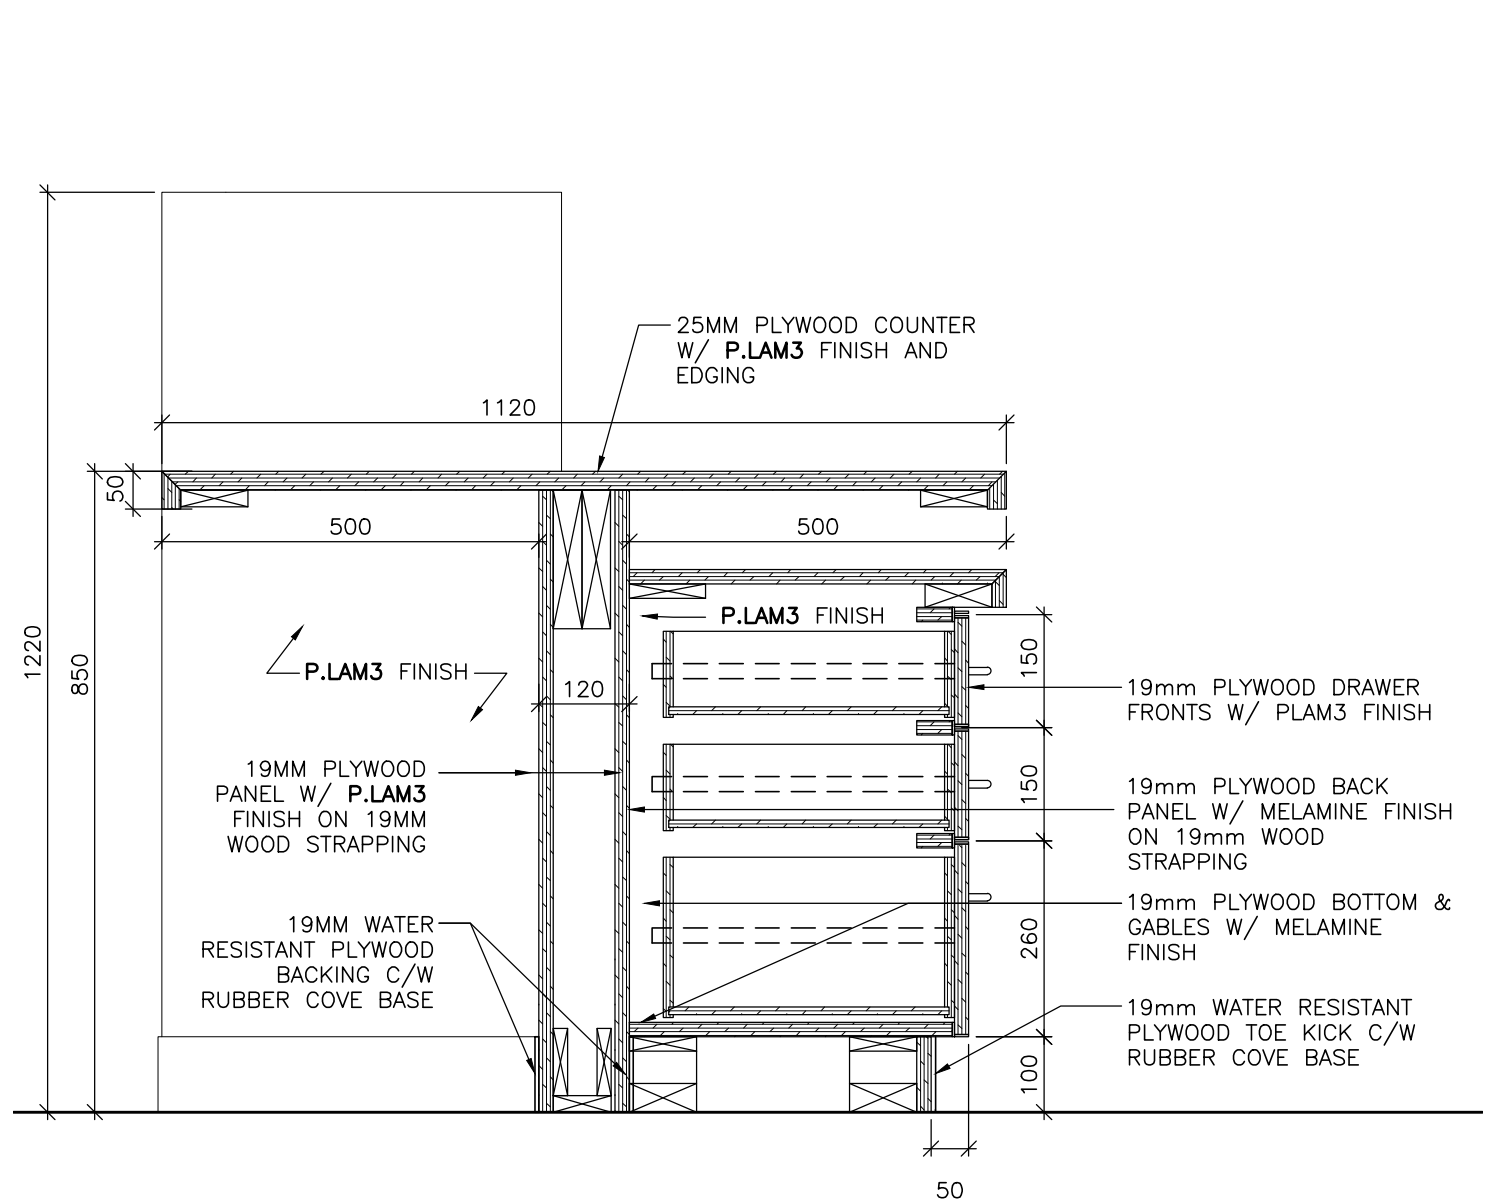 25MM PLYWOOD COUNTER
W/ P.LAM3 FINISH AND
EDGING
1120
50
500
500
1220
850
P.LAM3 FINISH
P.LAM3 FINISH
120
150
19mm PLYWOOD DRAWER
FRONTS W/ PLAM3 FINISH
19MM PLYWOOD
PANEL W/ P.LAM3
FINISH ON 19MM
WOOD STRAPPING
150
19mm PLYWOOD BACK
PANEL W/ MELAMINE FINISH
ON 19mm WOOD
STRAPPING
19MM WATER
RESISTANT PLYWOOD
BACKING C/W
RUBBER COVE BASE
260
19mm PLYWOOD BOTTOM &
GABLES W/ MELAMINE
FINISH
100
19mm WATER RESISTANT
PLYWOOD TOE KICK C/W
RUBBER COVE BASE
50